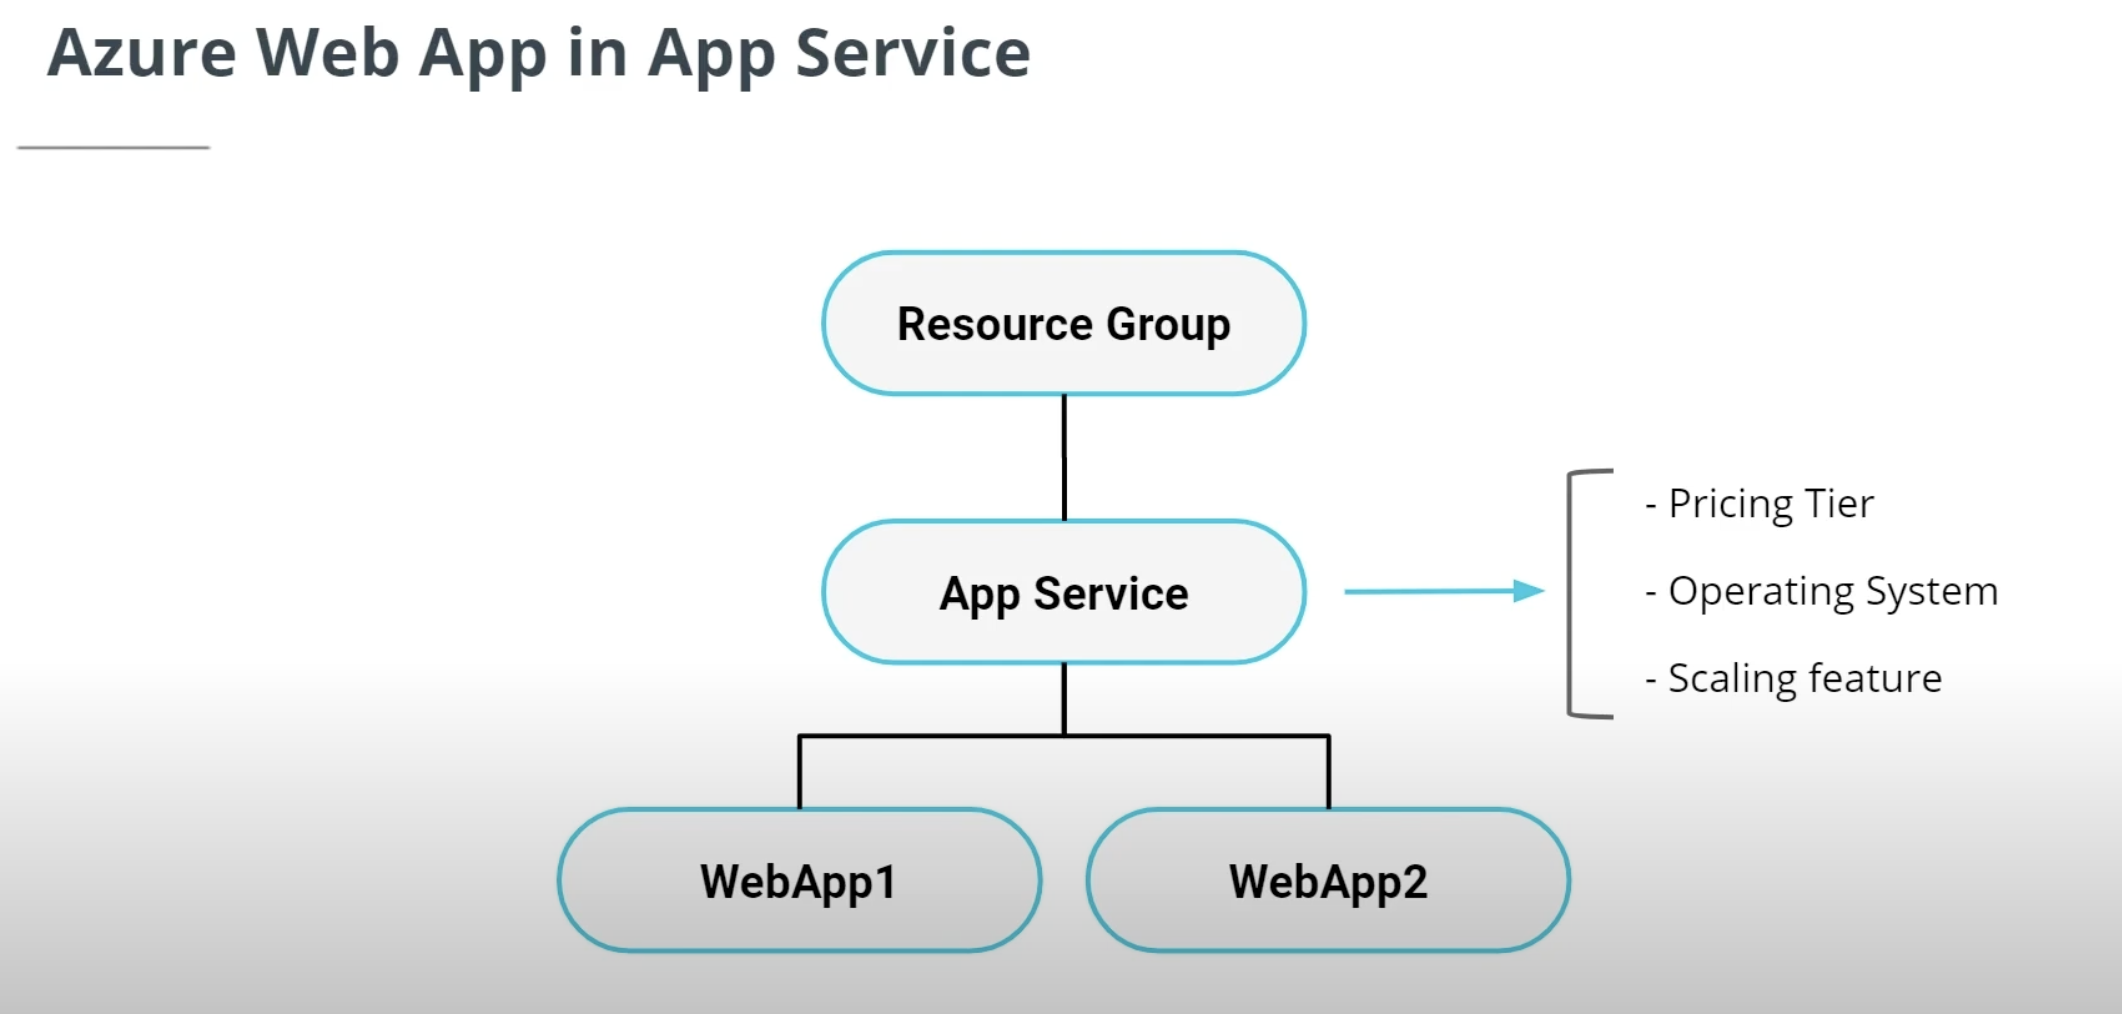 Azure Web App in App Service
Resource Group
App Service
- Pricing Tier
- Operating System
- Scaling feature
WebApp1
WebApp2